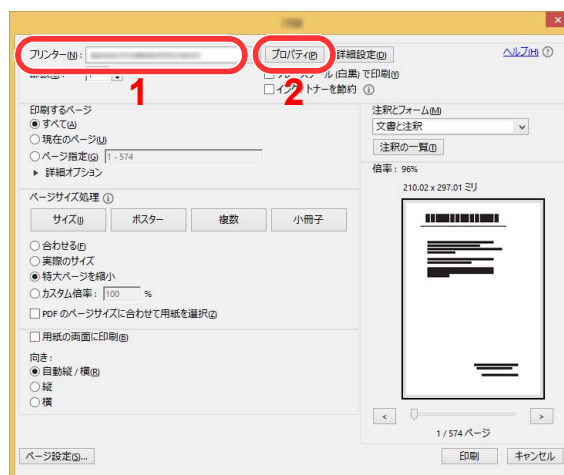 プリンター(N):
プロパティ(P)
詳細設定(D)
ヘルプ(H)
1
2
(白黒)で印刷(Y)
インク/トナーを節約
印刷するページ
すべて(A)
現在のページ(U)
ページ指定(G) 1 - 574
詳細オプション
ページサイズ処理
サイズ(I) ポスター 複数 小冊子
合わせる(F)
実際のサイズ
特大ページを縮小
カスタム倍率: 100 %
PDF のページサイズに合わせて用紙を選択(Z)
用紙の両面に印刷(B)
向き:
自動縦 / 横(R)
縦
横
注釈とフォーム(M)
文書と注釈
注釈の一覧(T)
倍率: 96%
210.02 x 297.01 ミリ
< >
1 / 574 ページ
ページ設定(S)... 印刷 キャンセル